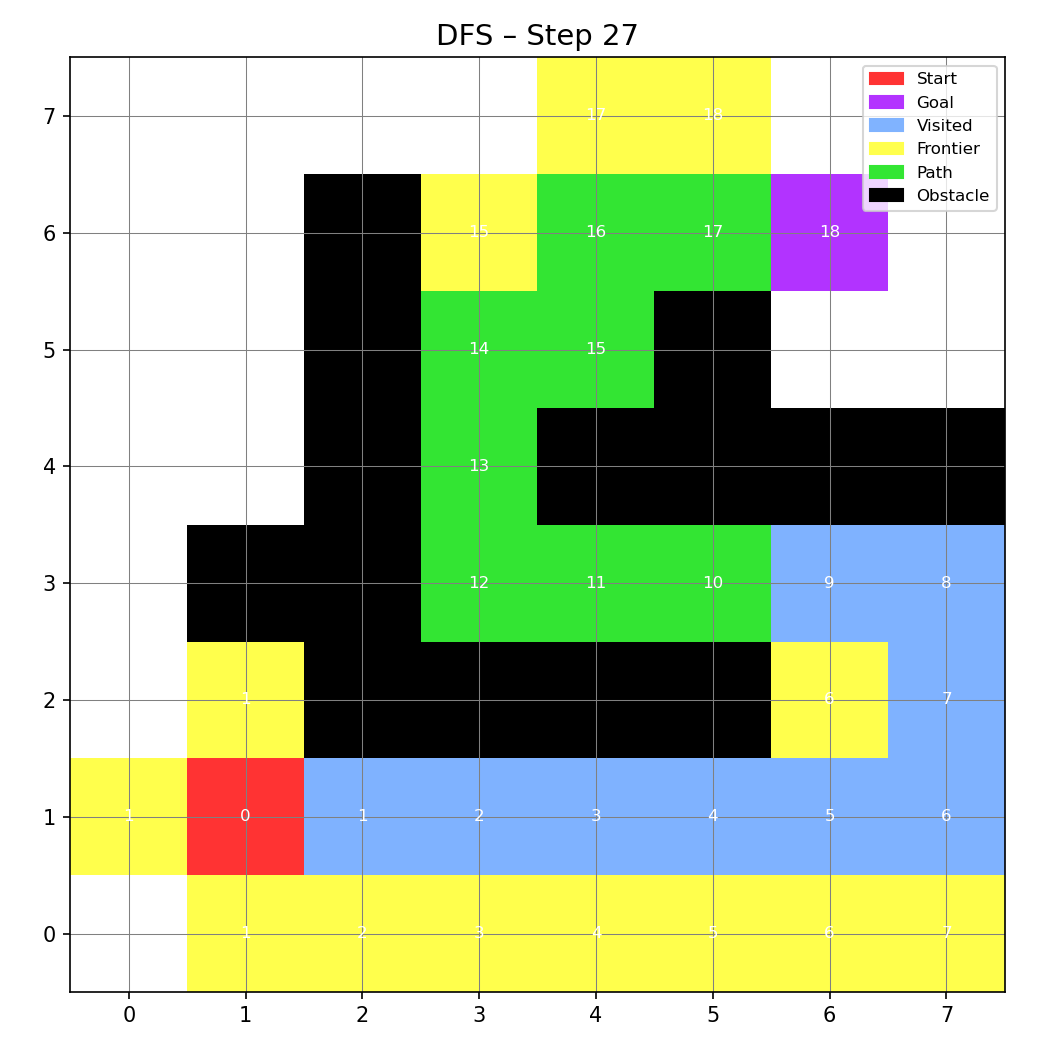 DFS – Step 27
Start
Goal
Visited
Frontier
Path
Obstacle
7 17 18
6 15 16 17 18
5 14 15
4 13
3 12 11 10 9 8
2 1 6 7
1 1 0 1 2 3 4 5 6
0 1 2 3 4 5 6 7
0 1 2 3 4 5 6 7